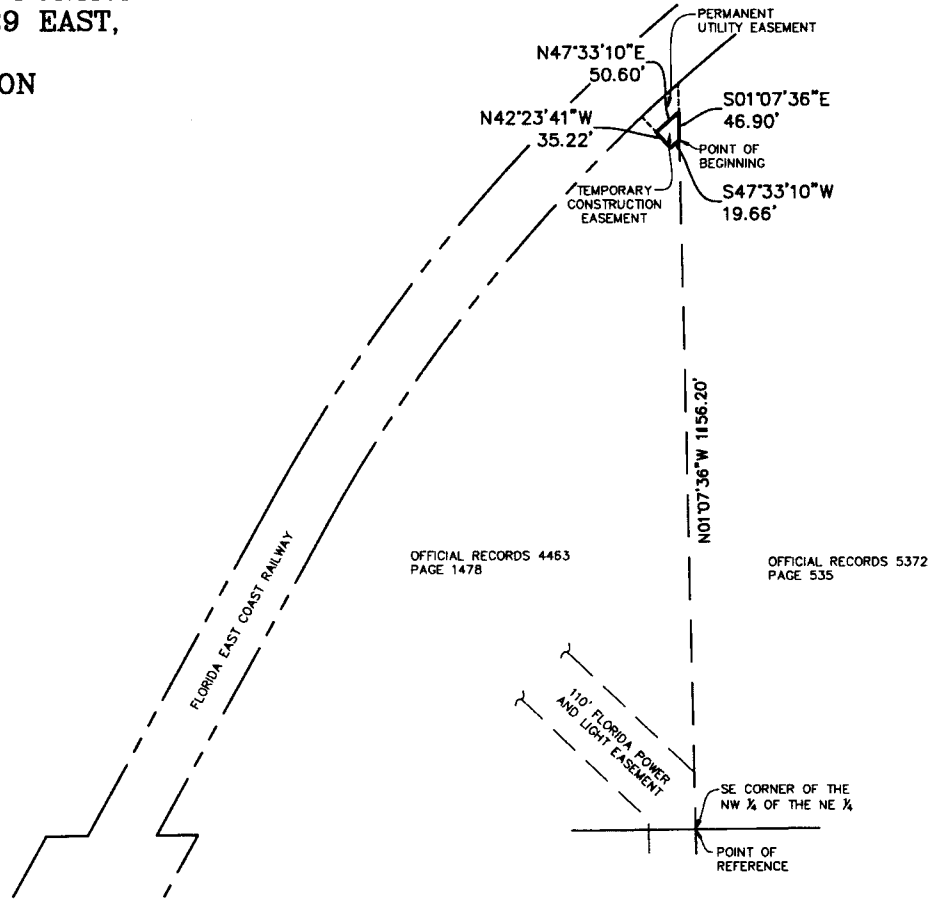 29 EAST,
ON
PERMANENT
UTILITY EASEMENT
N47°33'10"E
50.60'
S01°07'36"E
46.90'
N42°23'41"W
35.22'
POINT OF
BEGINNING
S47°33'10"W
19.66'
TEMPORARY
CONSTRUCTION
EASEMENT
N01°07'36"W 1156.20'
OFFICIAL RECORDS 4463
PAGE 1478
OFFICIAL RECORDS 5372
PAGE 535
FLORIDA EAST COAST RAILWAY
110' FLORIDA POWER
AND LIGHT EASEMENT
SE CORNER OF THE
NW ¼ OF THE NE ¼
POINT OF
REFERENCE